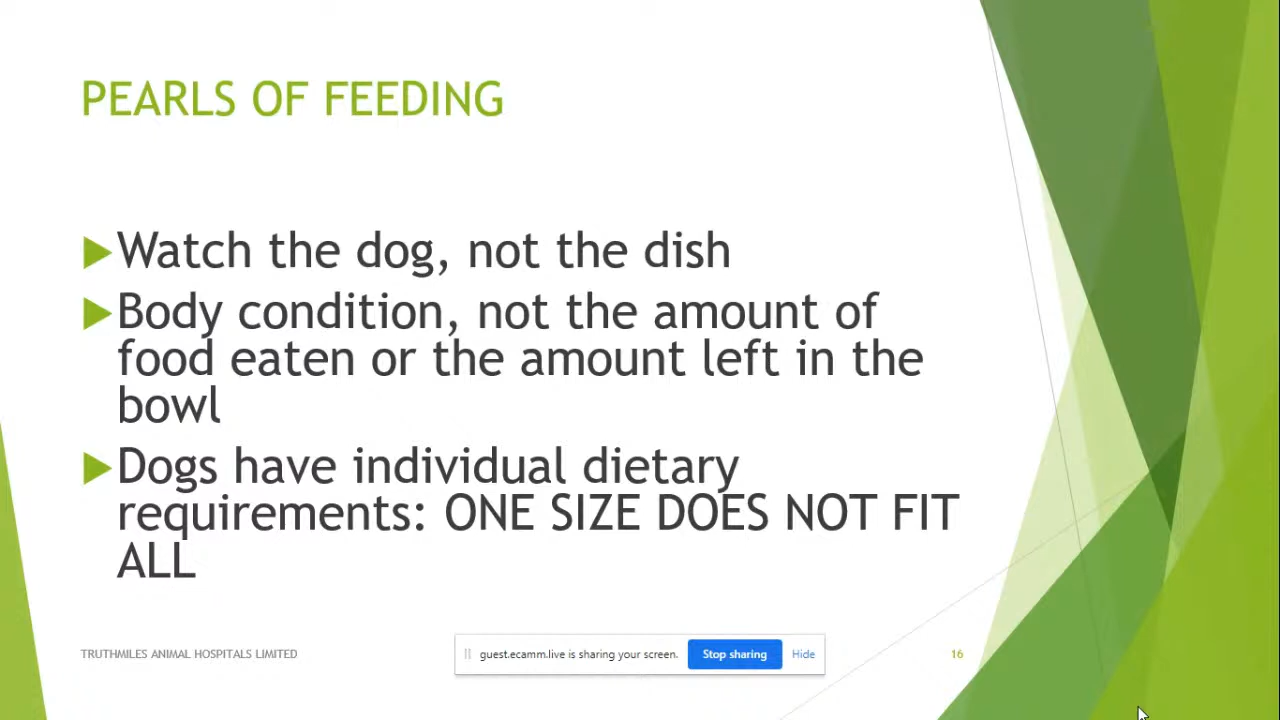 PEARLS OF FEEDING
Watch the dog, not the dish
Body condition, not the amount of
food eaten or the amount left in the
bowl
Dogs have individual dietary
requirements: ONE SIZE DOES NOT FIT
ALL
TRUTHMILES ANIMAL HOSPITALS LIMITED
guest.ecamm.live is sharing your screen.
Stop sharing
Hide
16